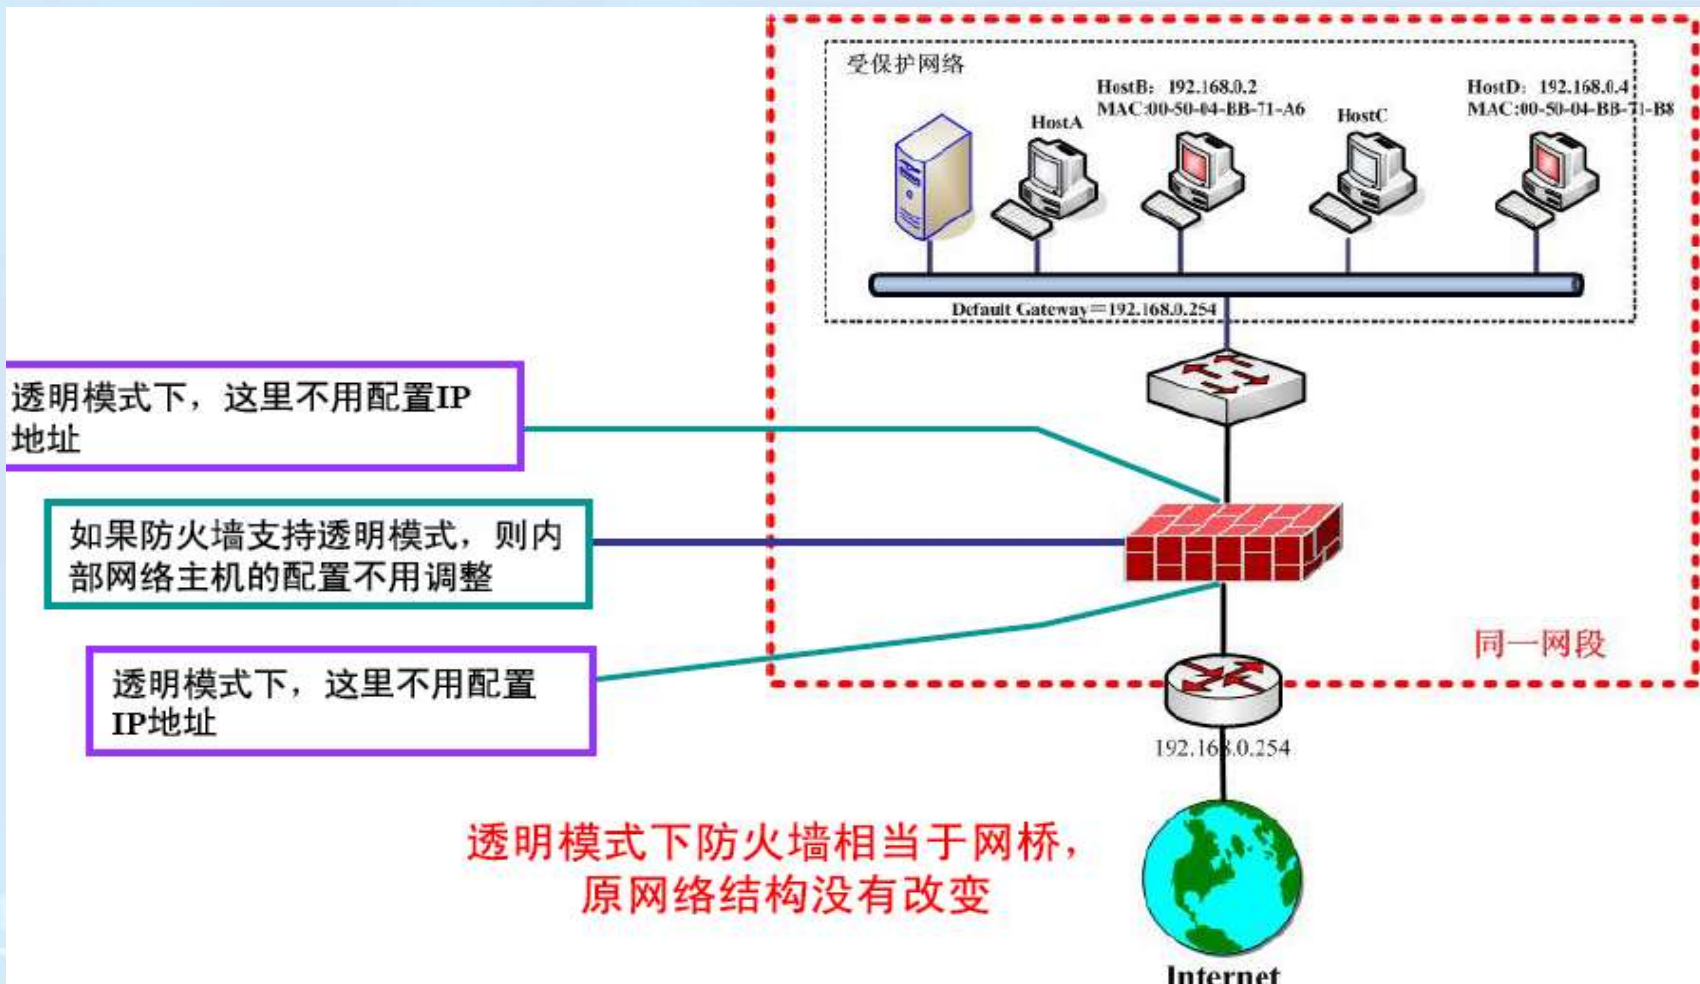 受保护网络
HostB：192.168.0.2
MAC:00-50-04-BB-71-A6
HostD：192.168.0.4
MAC:00-50-04-BB-71-B8
HostA
HostC
Default Gateway＝192.168.0.254
透明模式下，这里不用配置IP
地址
如果防火墙支持透明模式，则内
部网络主机的配置不用调整
同一网段
透明模式下，这里不用配置
IP地址
192.168.0.254
透明模式下防火墙相当于网桥，
原网络结构没有改变
Internet